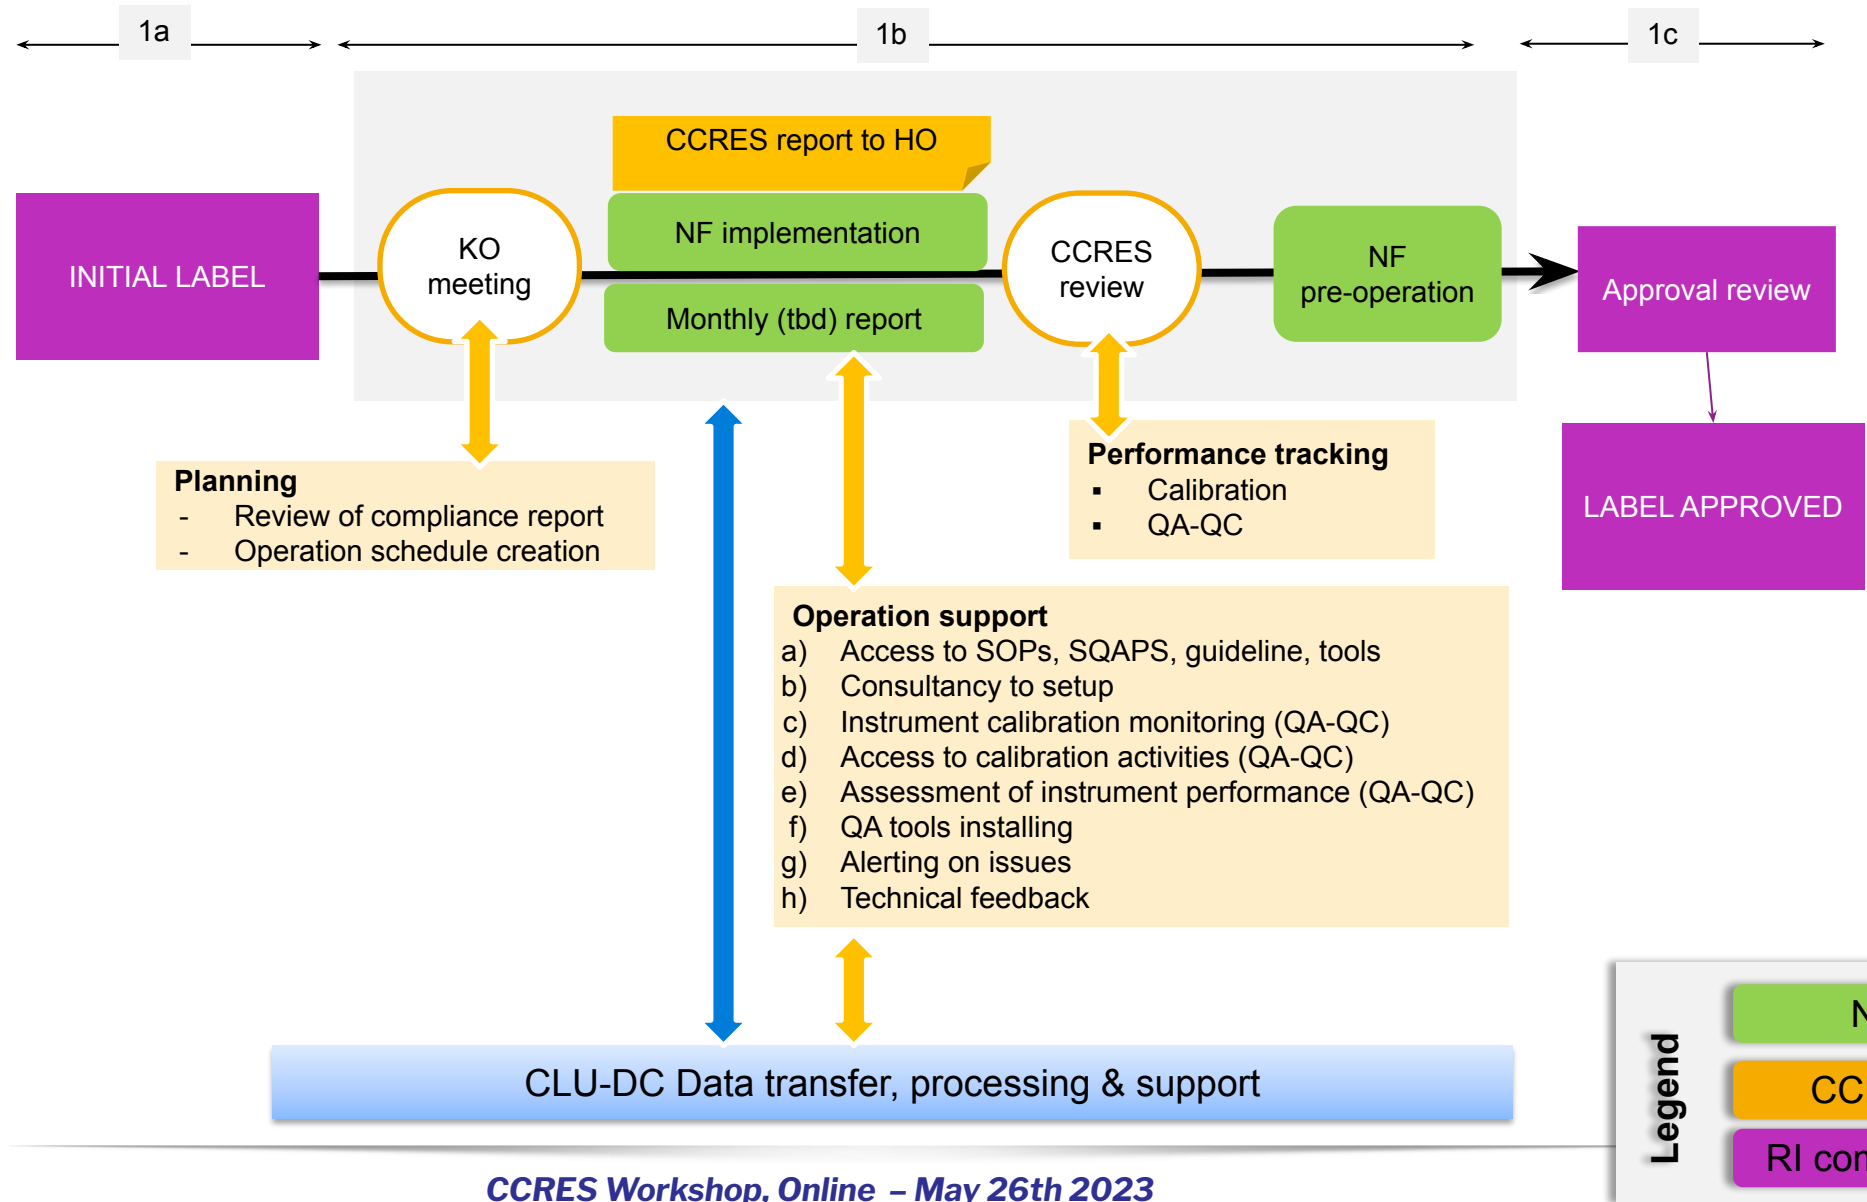 1a
1b
1c
CCRES report to HO
INITIAL LABEL
KO
meeting
NF implementation
Monthly (tbd) report
CCRES
review
NF
pre-operation
Approval review
LABEL APPROVED
Planning
- Review of compliance report
- Operation schedule creation
Performance tracking
▪ Calibration
▪ QA-QC
Operation support
a) Access to SOPs, SQAPS, guideline, tools
b) Consultancy to setup
c) Instrument calibration monitoring (QA-QC)
d) Access to calibration activities (QA-QC)
e) Assessment of instrument performance (QA-QC)
f) QA tools installing
g) Alerting on issues
h) Technical feedback
CLU-DC Data transfer, processing & support
Legend
CC
RI
CCRES Workshop, Online – May 26th 2023